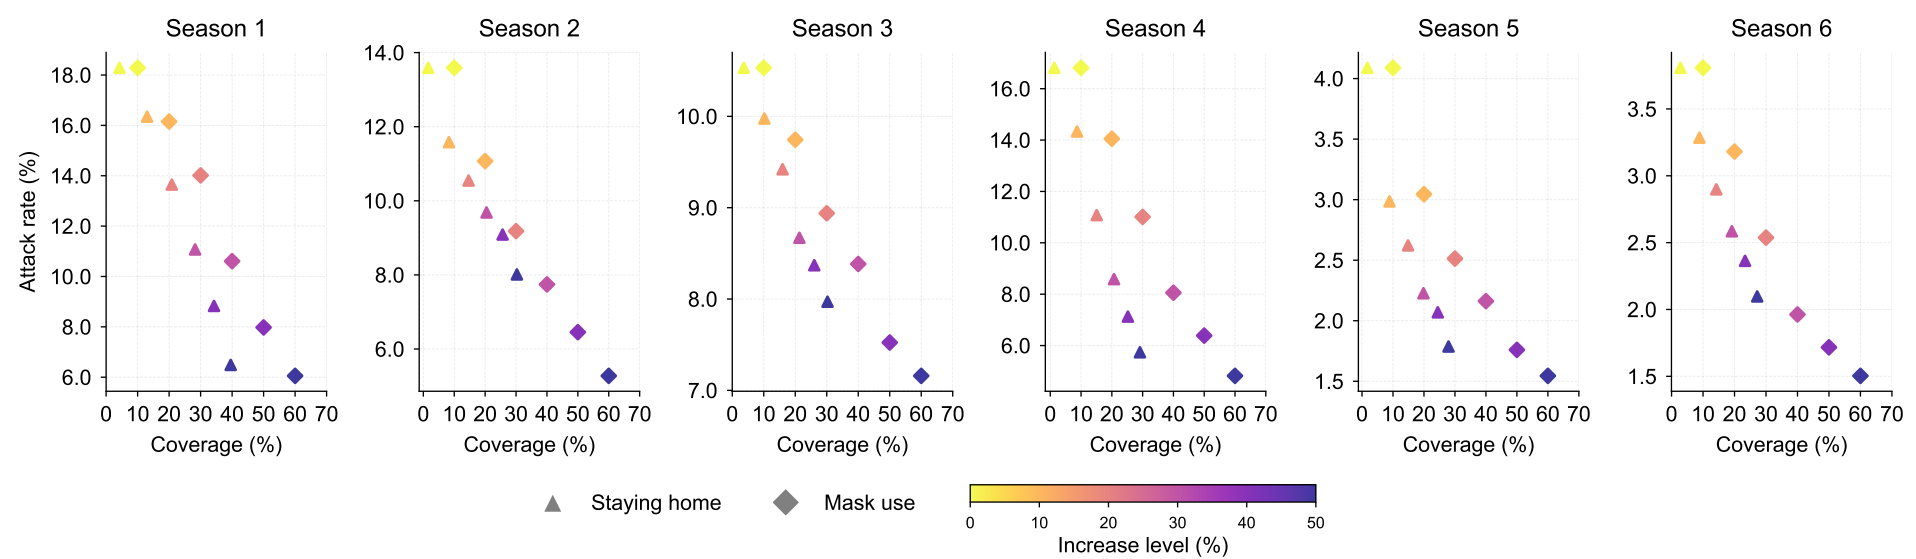 Season 1
Season 2
Season 3
Season 4
Season 5
Season 6
Attack rate (%)
18.0
16.0
14.0
12.0
10.0
8.0
6.0
0 10 20 30 40 50 60 70
Coverage (%)
14.0
12.0
10.0
8.0
6.0
0 10 20 30 40 50 60 70
Coverage (%)
10.0
9.0
8.0
7.0
0 10 20 30 40 50 60 70
Coverage (%)
16.0
14.0
12.0
10.0
8.0
6.0
0 10 20 30 40 50 60 70
Coverage (%)
4.0
3.5
3.0
2.5
2.0
1.5
0 10 20 30 40 50 60 70
Coverage (%)
3.5
3.0
2.5
2.0
1.5
0 10 20 30 40 50 60 70
Coverage (%)
Staying home
Mask use
0 10 20 30 40 50
Increase level (%)